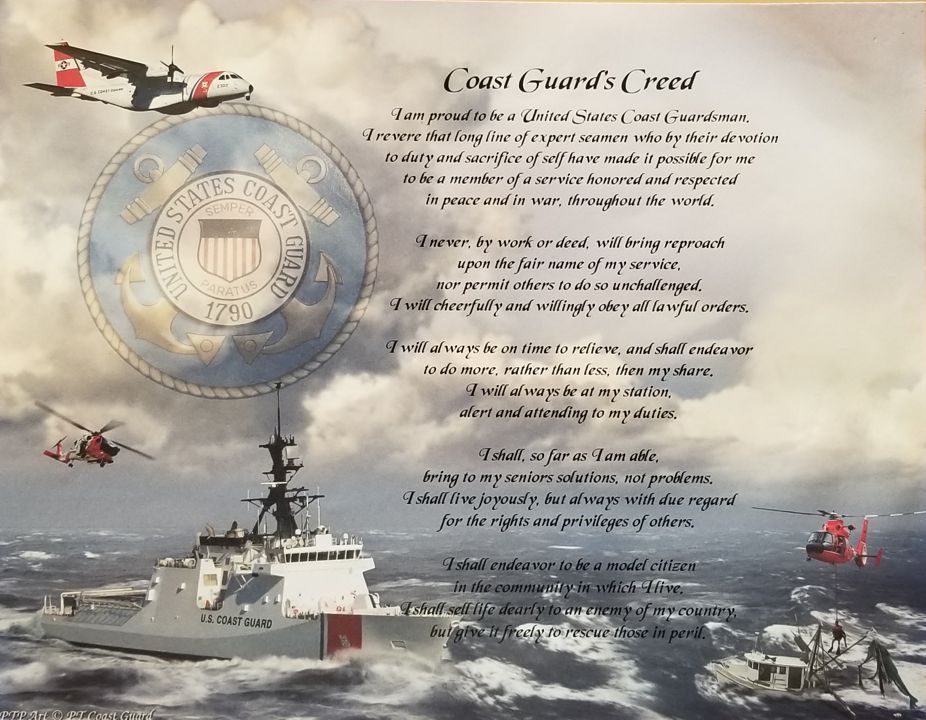 Coast Guard's Creed
I am proud to be a United States Coast Guardsman.
I revere that long line of expert seamen who by their devotion
to duty and sacrifice of self have made it possible for me
to be a member of a service honored and respected
in peace and in war, throughout the world.
I never, by work or deed, will bring reproach
upon the fair name of my service,
nor permit others to do so unchallenged.
I will cheerfully and willingly obey all lawful orders.
I will always be on time to relieve, and shall endeavor
to do more, rather than less, then my share.
I will always be at my station,
alert and attending to my duties.
I shall, so far as I am able,
bring to my seniors solutions, not problems.
I shall live joyously, but always with due regard
for the rights and privileges of others.
I shall endeavor to be a model citizen
in the community in which I live.
I shall sell life dearly to an enemy of my country,
but give it freely to rescue those in peril.
U.S. COAST GUARD
UNITED STATES COAST GUARD
SEMPER
PARATUS
1790
U.S. COAST GUARD
PTP Art © PT Coast Guard